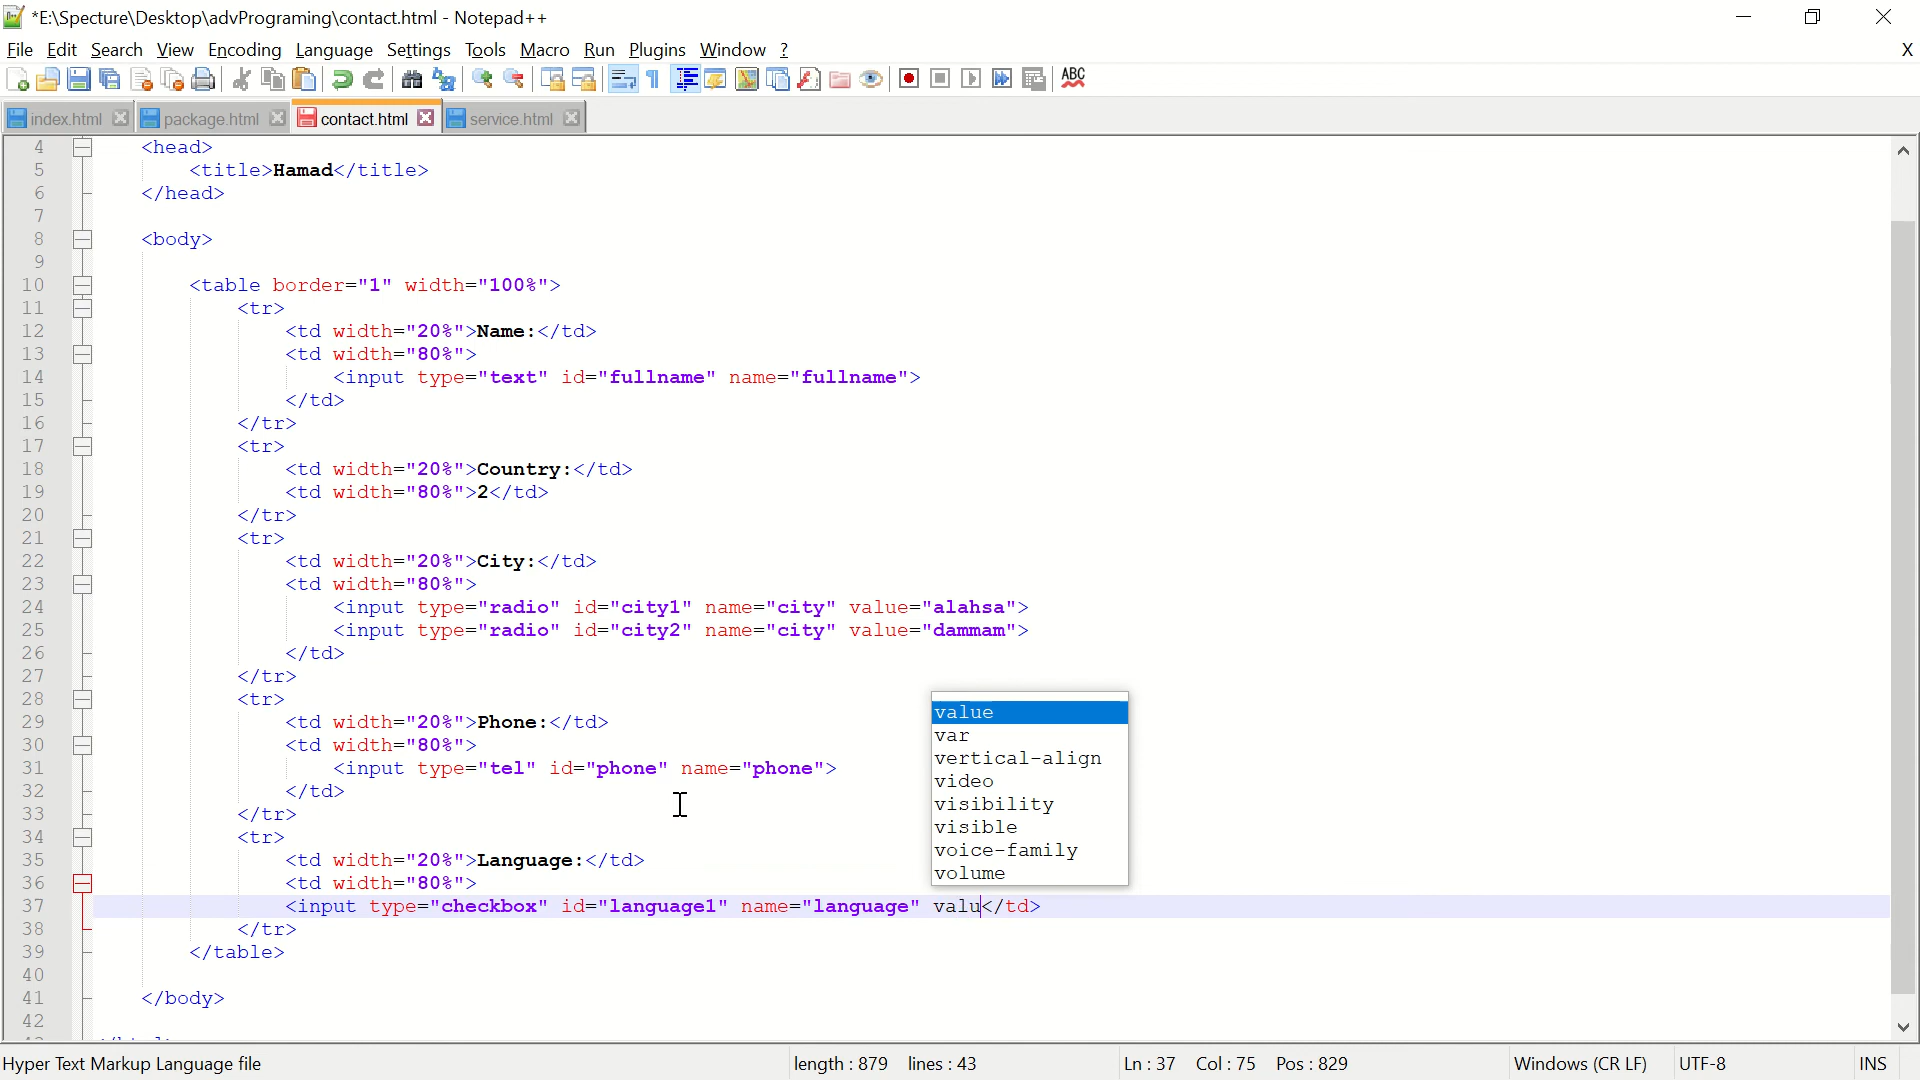 *E:\Specture\Desktop\advPrograming\contact.html - Notepad++
File Edit Search View Encoding Language Settings Tools Macro Run Plugins Window ? X
ABC
index.html package.html contact.html service.html
4 <head>
5 <title>Hamad</title>
6 </head>
7
8 <body>
9
10 <table border="1" width="100%">
11 <tr>
12 <td width="20%">Name:</td>
13 <td width="80%">
14 <input type="text" id="fullname" name="fullname">
15 </td>
16 </tr>
17 <tr>
18 <td width="20%">Country:</td>
19 <td width="80%">2</td>
20 </tr>
21 <tr>
22 <td width="20%">City:</td>
23 <td width="80%">
24 <input type="radio" id="city1" name="city" value="alahsa">
25 <input type="radio" id="city2" name="city" value="dammam">
26 </td>
27 </tr>
28 <tr>
29 <td width="20%">Phone:</td>
30 <td width="80%">
31 <input type="tel" id="phone" name="phone">
32 </td>
33 </tr>
34 <tr>
35 <td width="20%">Language:</td>
36 <td width="80%">
37 <input type="checkbox" id="language1" name="language" valu</td>
38 </tr>
39 </table>
40
41 </body>
42
value
var
vertical-align
video
visibility
visible
voice-family
volume
Hyper Text Markup Language file length : 879 lines : 43 Ln : 37 Col : 75 Pos : 829 Windows (CR LF) UTF-8 INS